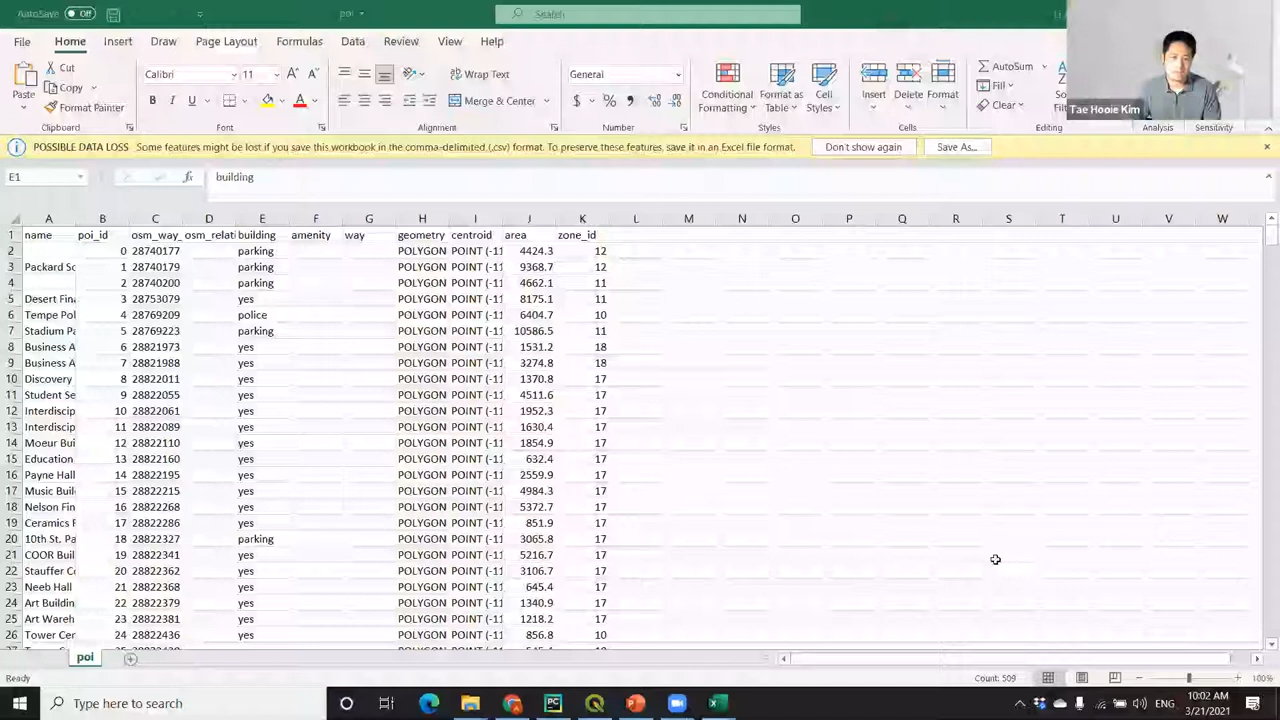 AutoSave Off poi Search
File Home Insert Draw Page Layout Formulas Data Review View Help
Cut Calibri 11 Wrap Text General AutoSum
Copy Fill
Paste Format Painter Merge & Center Conditional Formatting Format as Table Cell Styles Insert Delete Format Clear
Tae Hooie Kim
Clipboard Font Alignment Number Styles Cells Editing Analysis Sensitivity
POSSIBLE DATA LOSS Some features might be lost if you save this workbook in the comma-delimited (.csv) format. To preserve these features, save it in an Excel file format. Don't show again Save As...
E1 fx building
A B C D E F G H I J K L M N O P Q R S T U V W
1 name poi_id osm_way_ osm_relati building amenity way geometry centroid area zone_id
2 0 28740177 parking POLYGON POINT (-11 4424.3 12
3 Packard Sc 1 28740179 parking POLYGON POINT (-11 9368.7 12
4 2 28740200 parking POLYGON POINT (-11 4662.1 11
5 Desert Fina 3 28753079 yes POLYGON POINT (-11 8175.1 11
6 Tempe Pol 4 28769209 police POLYGON POINT (-11 6404.7 10
7 Stadium Pa 5 28769223 parking POLYGON POINT (-11 10586.5 11
8 Business A 6 28821973 yes POLYGON POINT (-11 1531.2 18
9 Business A 7 28821988 yes POLYGON POINT (-11 3274.8 18
10 Discovery 8 28822011 yes POLYGON POINT (-11 1370.8 17
11 Student Se 9 28822055 yes POLYGON POINT (-11 4511.6 17
12 Interdiscip 10 28822061 yes POLYGON POINT (-11 1952.3 17
13 Interdiscip 11 28822089 yes POLYGON POINT (-11 1630.4 17
14 Moeur Bui 12 28822110 yes POLYGON POINT (-11 1854.9 17
15 Education 13 28822160 yes POLYGON POINT (-11 632.4 17
16 Payne Hall 14 28822195 yes POLYGON POINT (-11 2559.9 17
17 Music Buil 15 28822215 yes POLYGON POINT (-11 4984.3 17
18 Nelson Fin 16 28822268 yes POLYGON POINT (-11 5372.7 17
19 Ceramics F 17 28822286 yes POLYGON POINT (-11 851.9 17
20 10th St. Pa 18 28822327 parking POLYGON POINT (-11 3065.8 17
21 COOR Buil 19 28822341 yes POLYGON POINT (-11 5216.7 17
22 Stauffer Co 20 28822362 yes POLYGON POINT (-11 3106.7 17
23 Neeb Hall 21 28822368 yes POLYGON POINT (-11 645.4 17
24 Art Buildin 22 28822379 yes POLYGON POINT (-11 1340.9 17
25 Art Wareh 23 28822381 yes POLYGON POINT (-11 1218.2 17
26 Tower Cen 24 28822436 yes POLYGON POINT (-11 856.8 10
poi
Ready Count: 509
Type here to search ENG 10:02 AM
3/21/2021